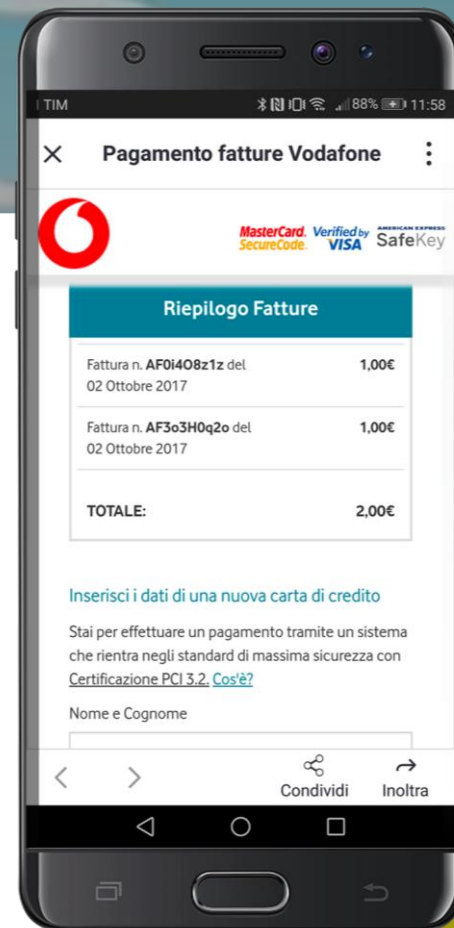 TIM 88% 11:58
Pagamento fatture Vodafone
MasterCard. SecureCode. Verified by VISA AMERICAN EXPRESS SafeKey
Riepilogo Fatture
Fattura n. AF0i4O8z1z del 1,00€
02 Ottobre 2017
Fattura n. AF3o3H0q2o del 1,00€
02 Ottobre 2017
TOTALE: 2,00€
Inserisci i dati di una nuova carta di credito
Stai per effettuare un pagamento tramite un sistema
che rientra negli standard di massima sicurezza con
Certificazione PCI 3.2. Cos'è?
Nome e Cognome
Condividi Inoltra